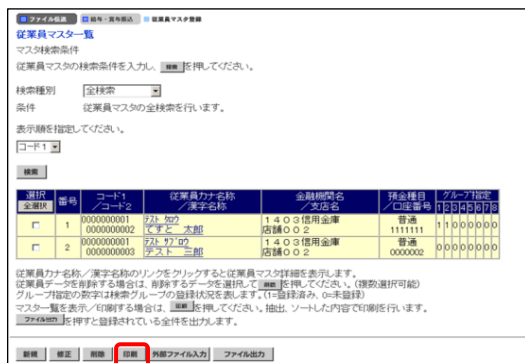 ファイル伝送 給与・賞与振込 従業員マスタ登録
従業員マスタ一覧
マスタ検索条件
従業員マスタの検索条件を入力し、 検索 を押してください。
検索種別 全検索
条件 従業員マスタの全検索を行います。
表示順を指定してください。
コード1
検索
選択 番号 コード1 従業員カナ名称 金融機関名 預金種目 グループ指定
全選択 /コード2 /漢字名称 /支店名 /口座番号 1 2 3 4 5 6 7 8
1 0000000001 ﾃｽﾄ ﾀﾛｳ 1403信用金庫 普通 1 1 0 0 0 0 0 0
0000000002 てすと 太郎 店舗002 1111111
2 0000000001 ﾃｽﾄ ｻﾌﾞﾛｳ 1403信用金庫 普通 0 0 0 0 0 0 0 0
0000000003 テスト 三郎 店舗002 0000002
従業員カナ名称/漢字名称のリンクをクリックすると従業員マスタ詳細を表示します。
従業員データを削除する場合は、削除するデータを選択して 削除 を押してください。(複数選択可能)
グループ指定の数字は検索グループの登録状況を表します。(1=登録済み、0=未登録)
マスタ一覧を表示/印刷する場合は、 印刷 を押してください。抽出、ソートした内容で印刷を行います。
ファイル出力 を押すと登録されている全件を出力します。
新規 修正 削除 印刷 外部ファイル入力 ファイル出力